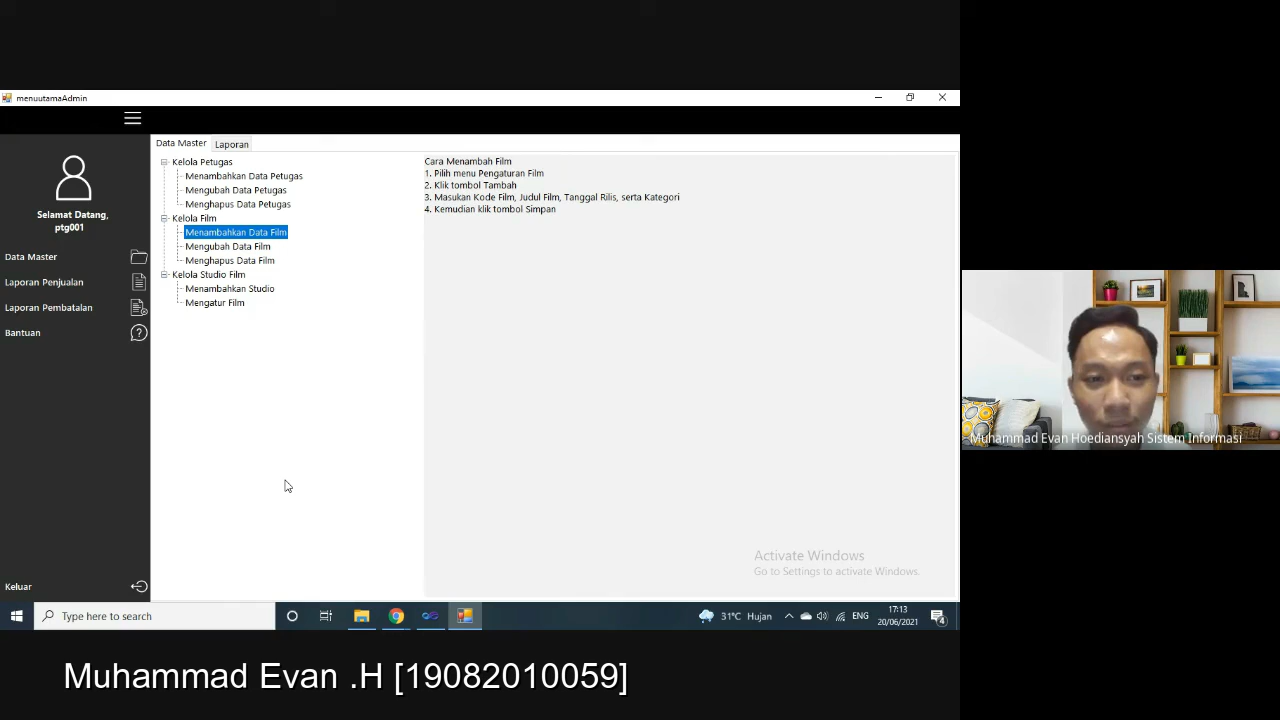 menuutamaAdmin
Data Master
Laporan
Selamat Datang,
ptg001
Data Master
Laporan Penjualan
Laporan Pembatalan
Bantuan
Keluar
Kelola Petugas
Menambahkan Data Petugas
Mengubah Data Petugas
Menghapus Data Petugas
Kelola Film
Menambahkan Data Film
Mengubah Data Film
Menghapus Data Film
Kelola Studio Film
Menambahkan Studio
Mengatur Film
Cara Menambah Film
1. Pilih menu Pengaturan Film
2. Klik tombol Tambah
3. Masukan Kode Film, Judul Film, Tanggal Rilis, serta Kategori
4. Kemudian klik tombol Simpan
Activate Windows
Go to Settings to activate Windows.
Type here to search
31°C Hujan
ENG
17:13
20/06/2021
4
Muhammad Evan Hoediansyah Sistem Informasi
Muhammad Evan .H [19082010059]